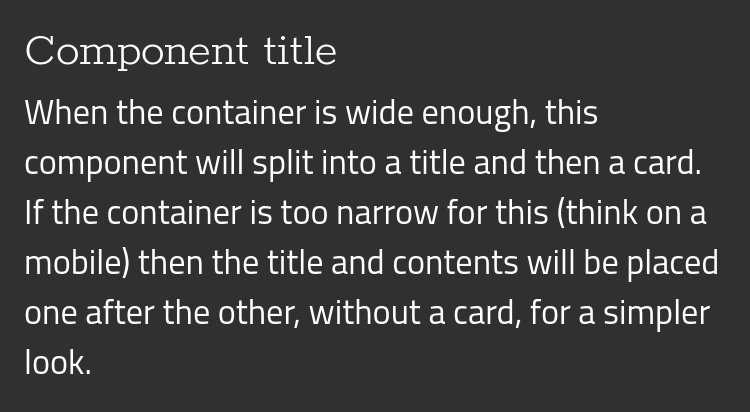 Component title
When the container is wide enough, this
component will split into a title and then a card.
If the container is too narrow for this (think on a
mobile) then the title and contents will be placed
one after the other, without a card, for a simpler
look.